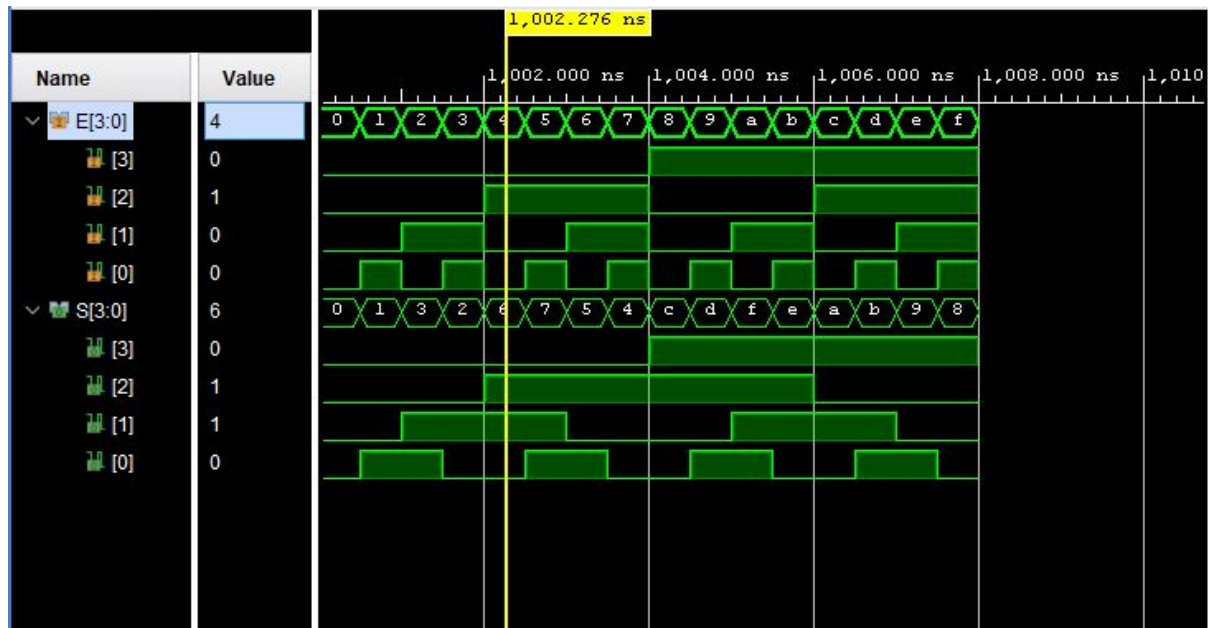 1,002.276 ns
Name Value 1,002.000 ns 1,004.000 ns 1,006.000 ns 1,008.000 ns 1,010
E[3:0] 4 0 1 2 3 4 5 6 7 8 9 a b c d e f
[3] 0
[2] 1
[1] 0
[0] 0
S[3:0] 6 0 1 3 2 6 7 5 4 c d f e a b 9 8
[3] 0
[2] 1
[1] 1
[0] 0